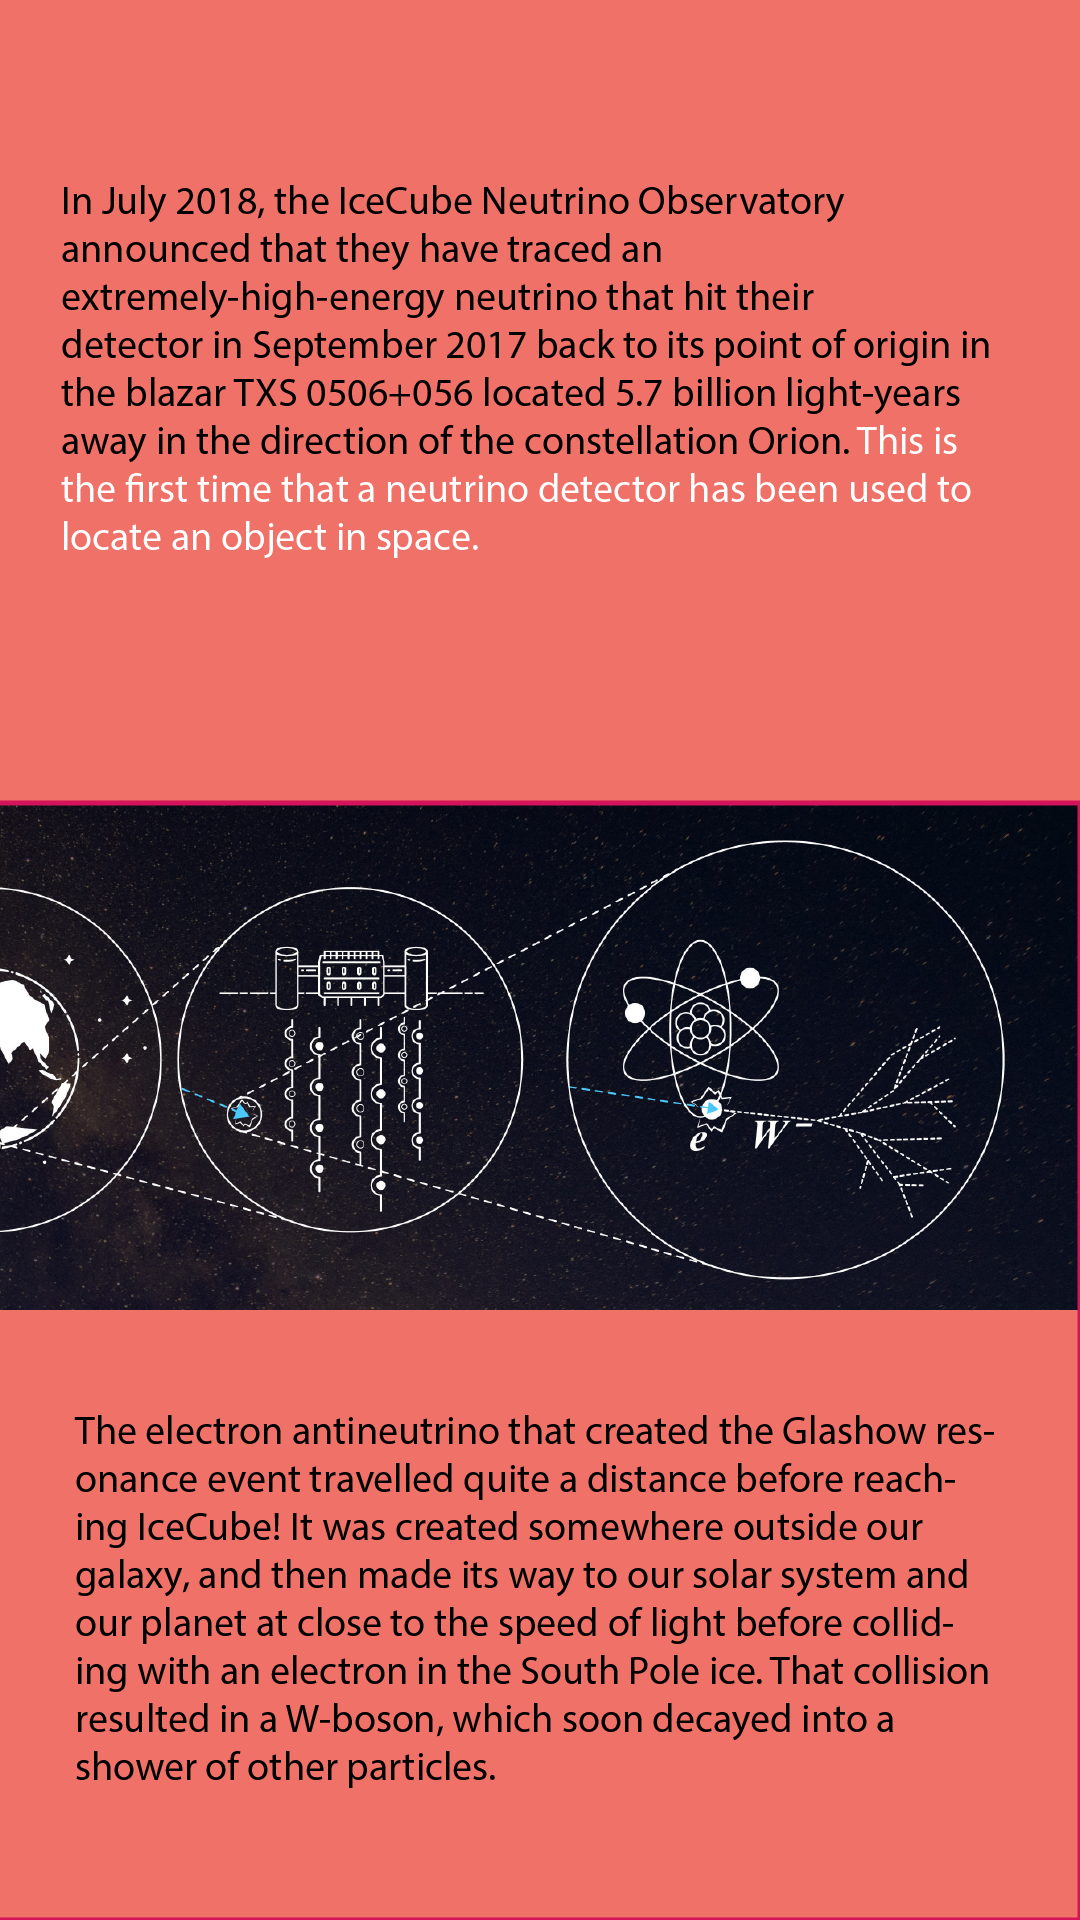 In July 2018, the IceCube Neutrino Observatory
announced that they have traced an
extremely-high-energy neutrino that hit their
detector in September 2017 back to its point of origin in
the blazar TXS 0506+056 located 5.7 billion light-years
away in the direction of the constellation Orion. This is
the first time that a neutrino detector has been used to
locate an object in space.
e W⁻
The electron antineutrino that created the Glashow res-
onance event travelled quite a distance before reach-
ing IceCube! It was created somewhere outside our
galaxy, and then made its way to our solar system and
our planet at close to the speed of light before collid-
ing with an electron in the South Pole ice. That collision
resulted in a W-boson, which soon decayed into a
shower of other particles.